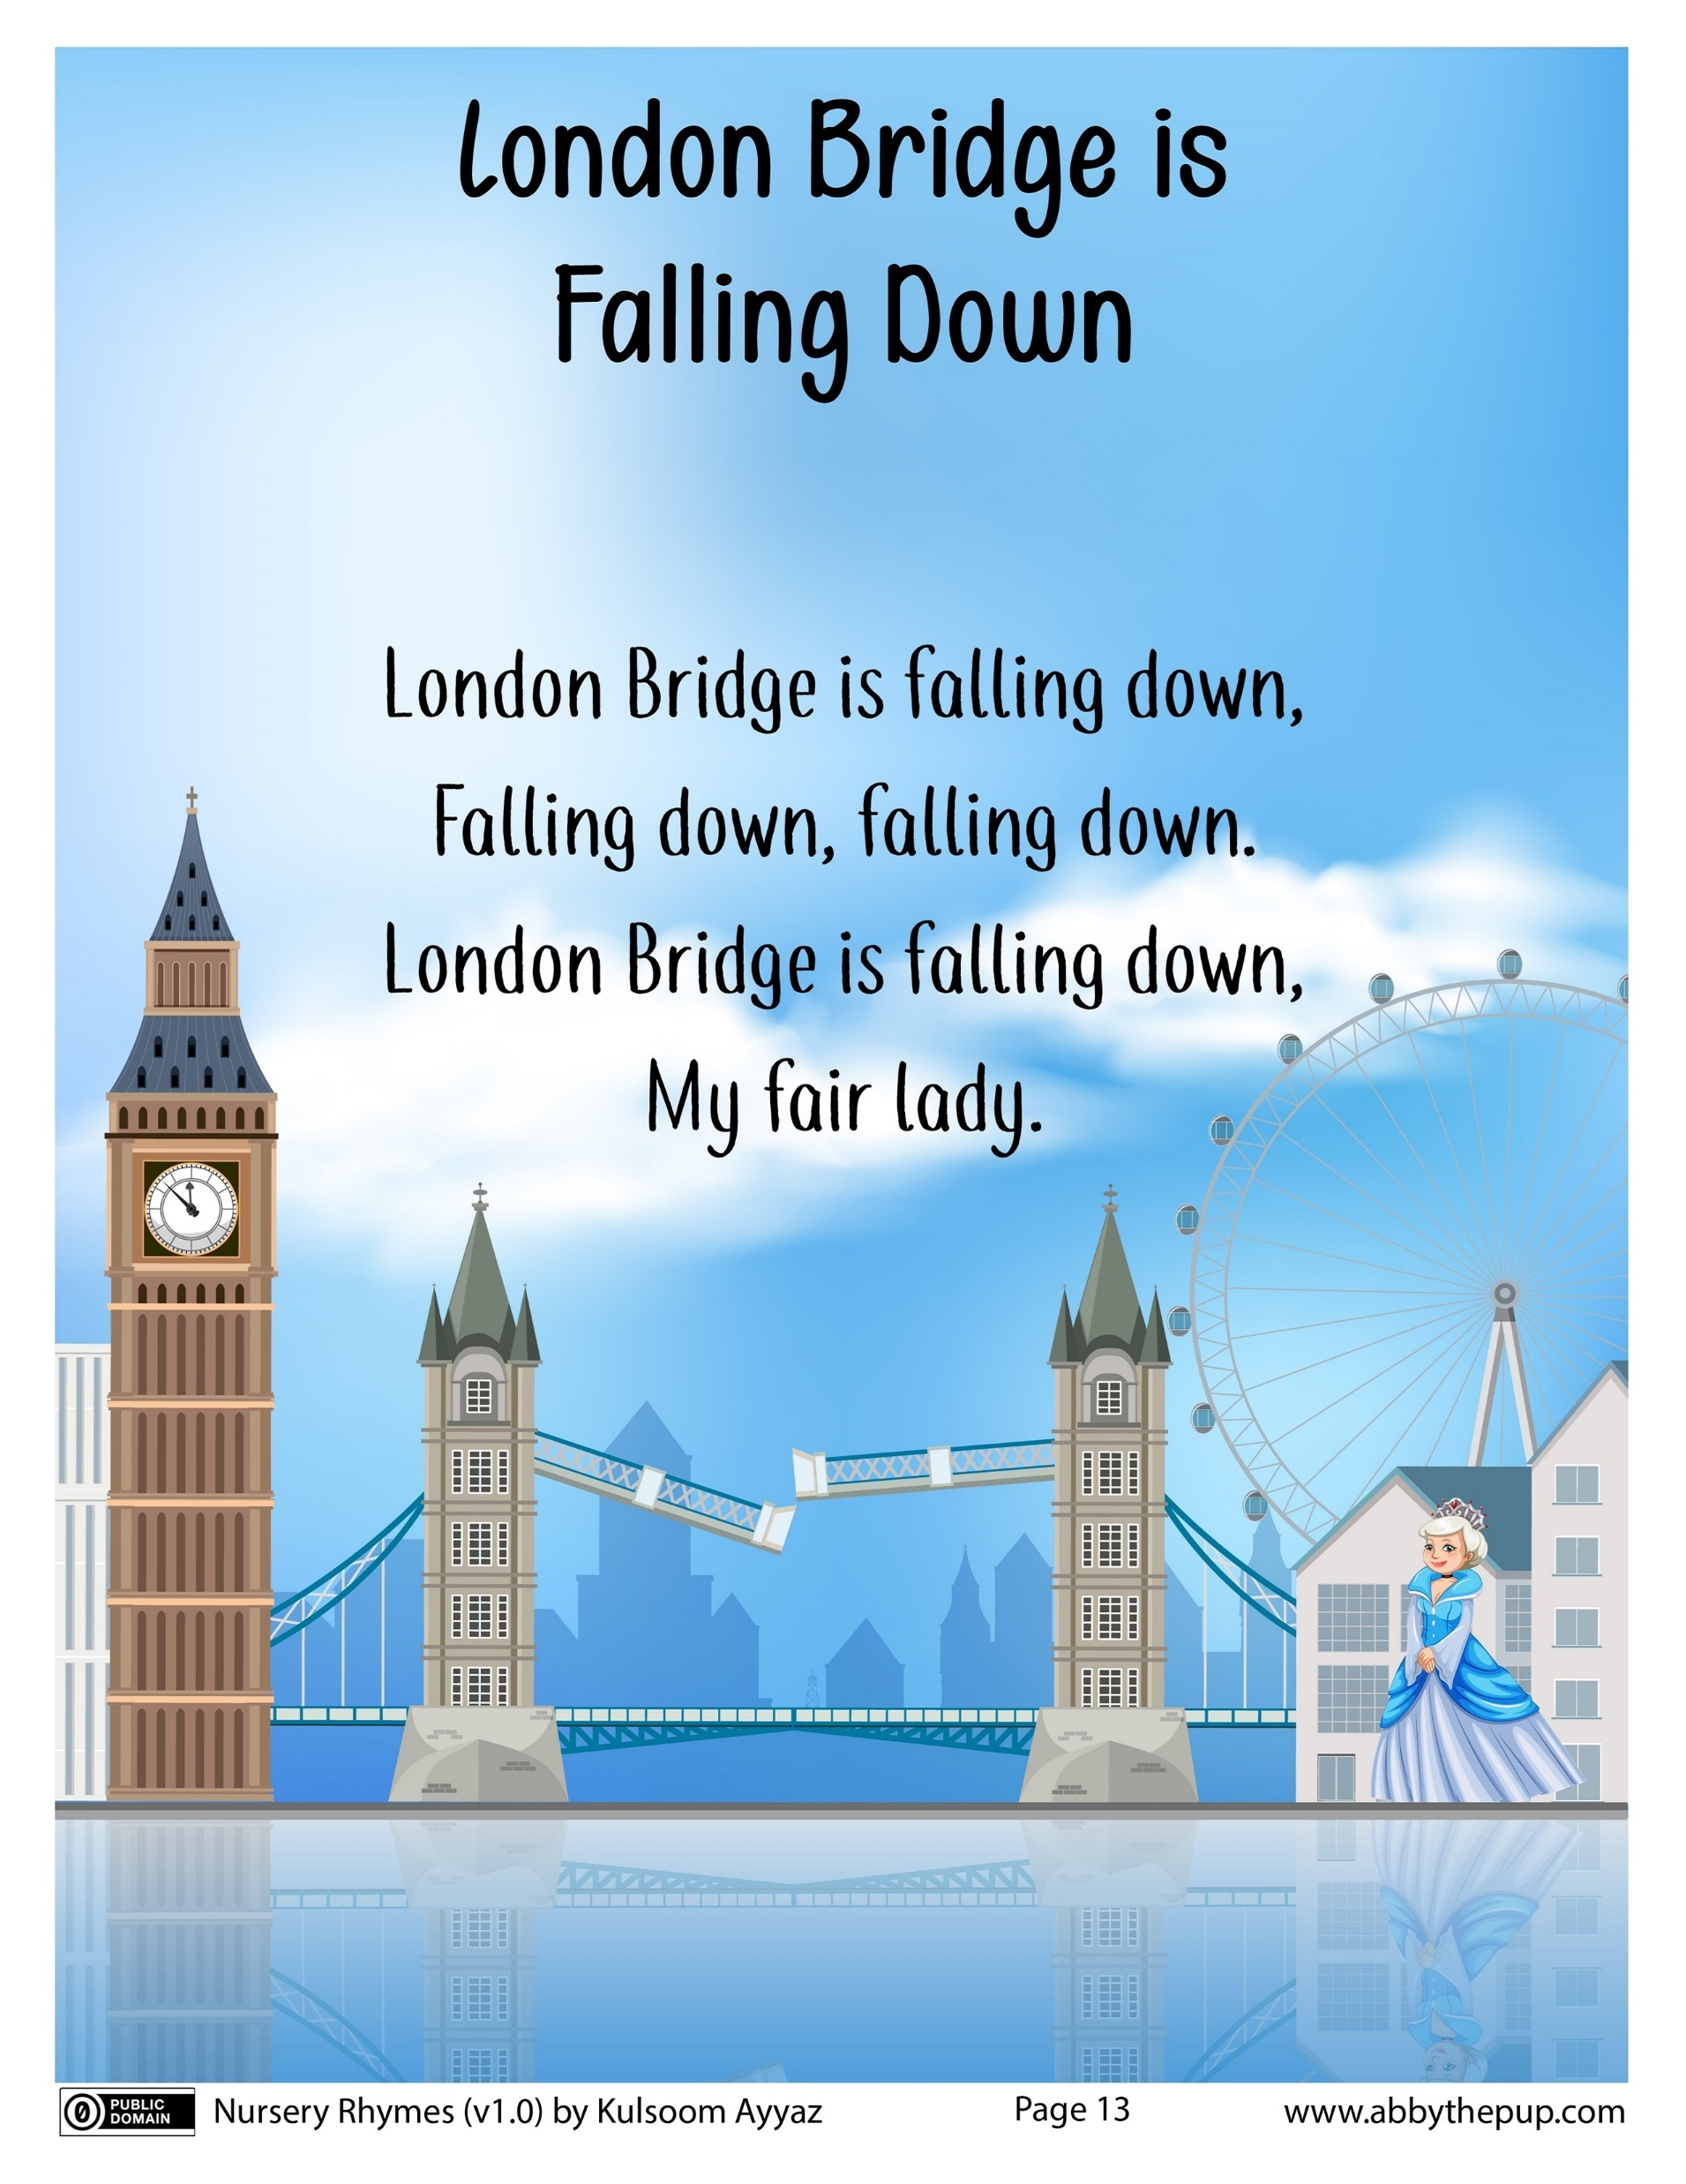 London Bridge is
Falling Down
London Bridge is falling down,
Falling down, falling down.
London Bridge is falling down,
My fair lady.
PUBLIC
DOMAIN
Nursery Rhymes (v1.0) by Kulsoom Ayyaz
Page 13
www.abbythepup.com